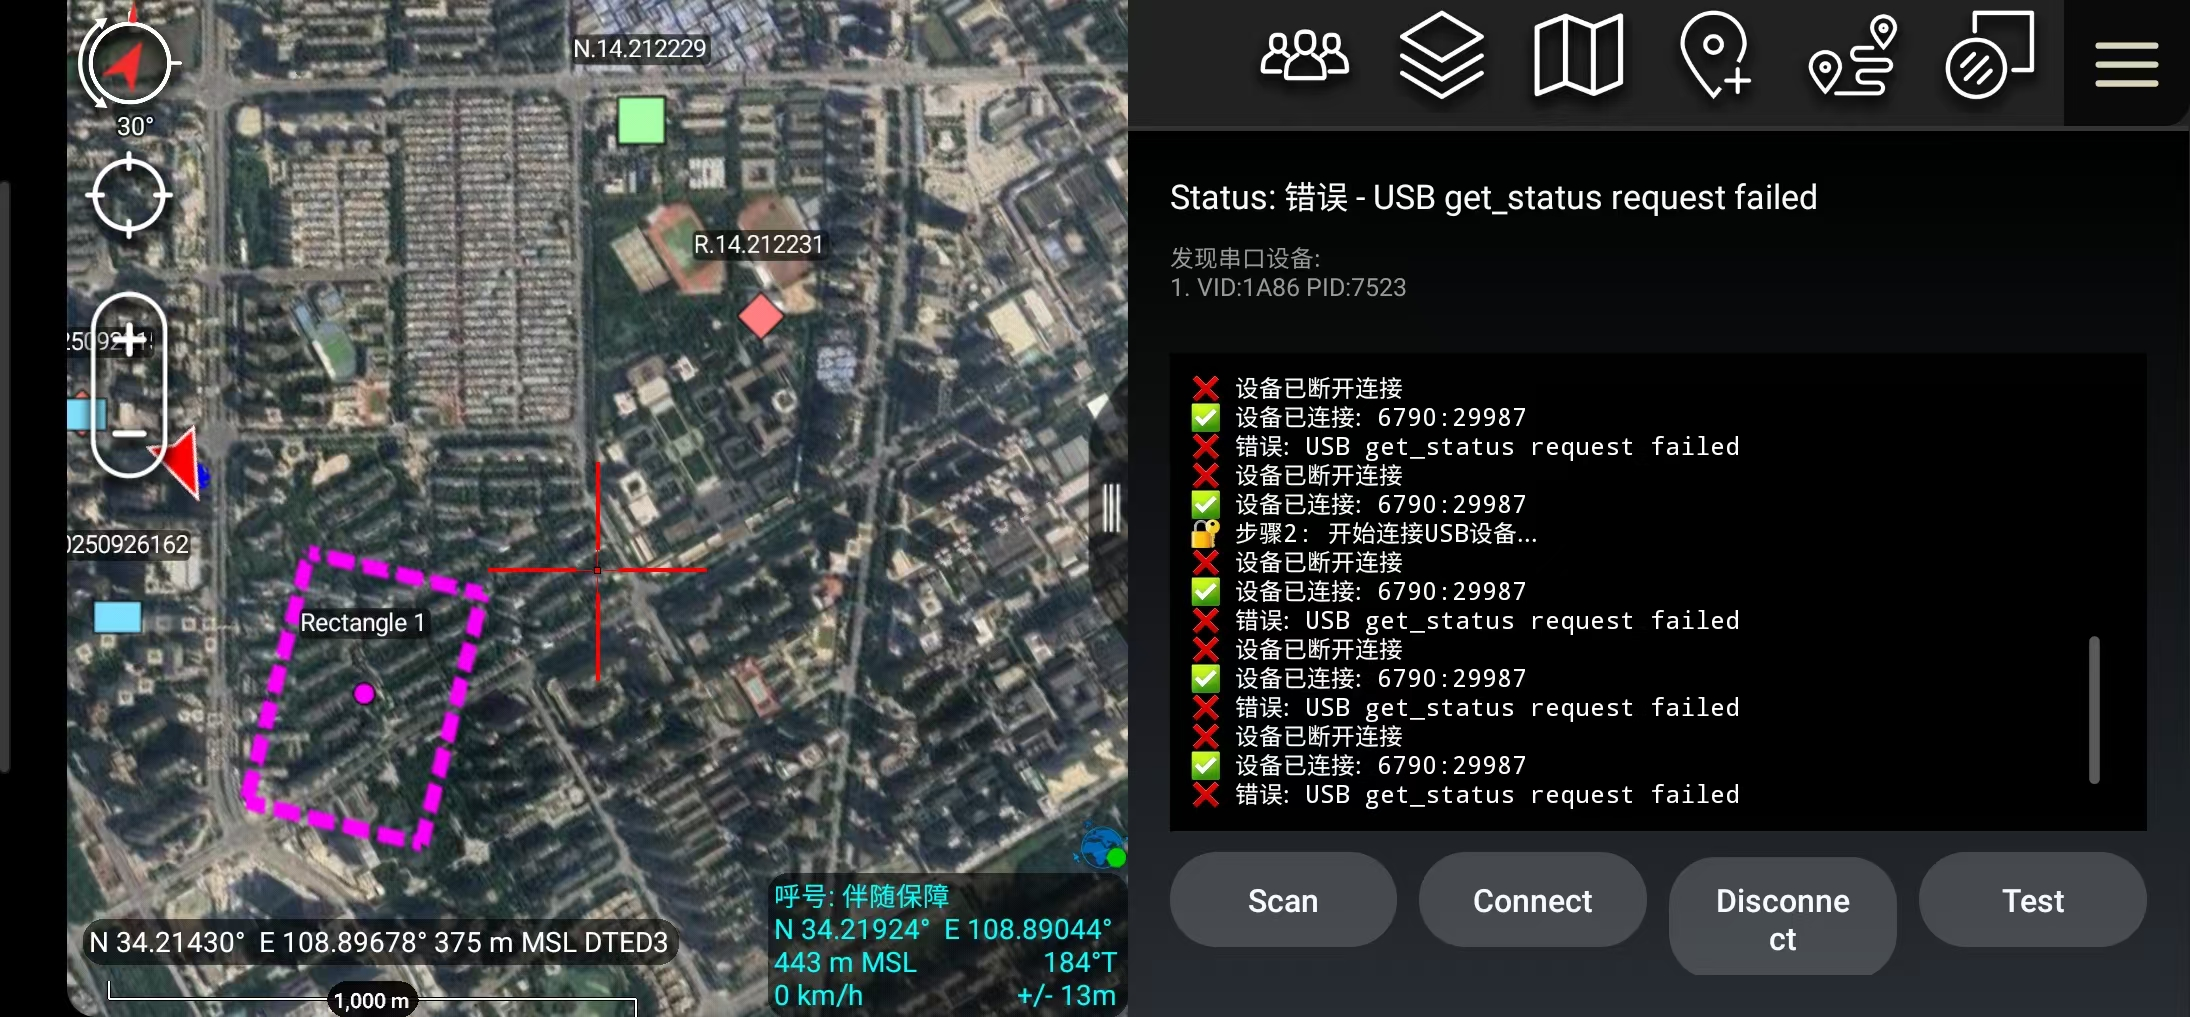 N.14.212229
30°
R.14.212231
0250926162
Rectangle 1
呼号: 伴随保障
N 34.21924° E 108.89044°
443 m MSL 184°T
0 km/h +/- 13m
N 34.21430° E 108.89678° 375 m MSL DTED3
1,000 m
Status: 错误 - USB get_status request failed
发现串口设备:
1. VID:1A86 PID:7523
❌ 设备已断开连接
✅ 设备已连接: 6790:29987
❌ 错误: USB get_status request failed
❌ 设备已断开连接
✅ 设备已连接: 6790:29987
🔐 步骤2: 开始连接USB设备...
❌ 设备已断开连接
✅ 设备已连接: 6790:29987
❌ 错误: USB get_status request failed
❌ 设备已断开连接
✅ 设备已连接: 6790:29987
❌ 错误: USB get_status request failed
❌ 设备已断开连接
✅ 设备已连接: 6790:29987
❌ 错误: USB get_status request failed
Scan
Connect
Disconne
ct
Test